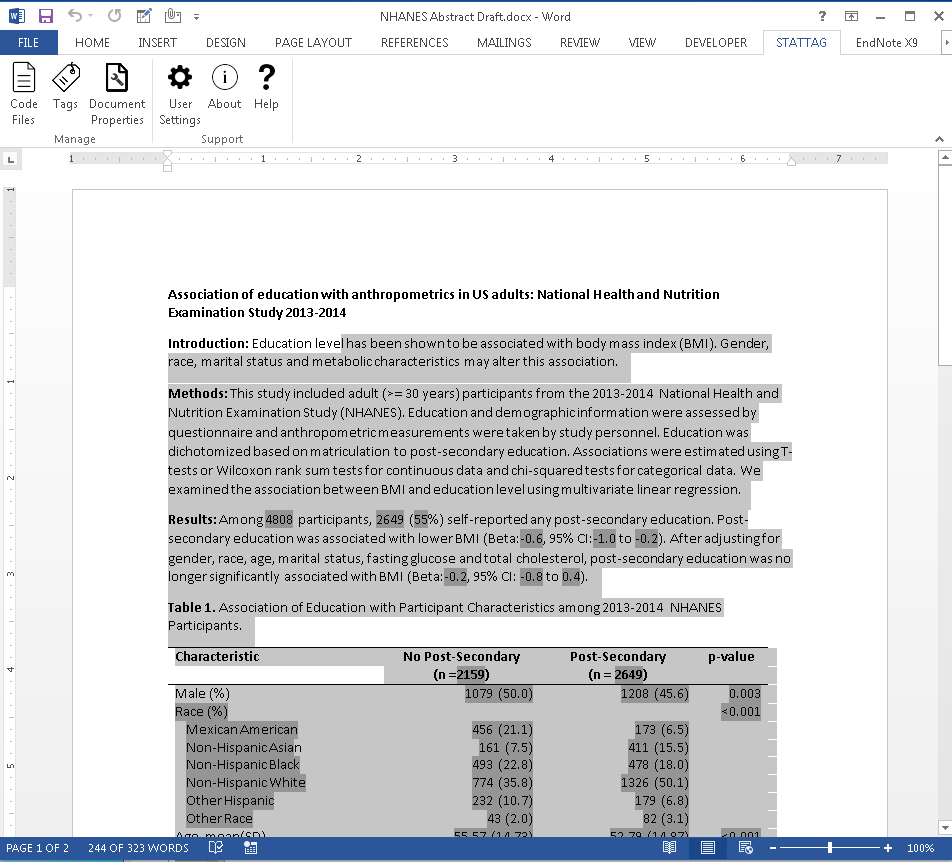 NHANES Abstract Draft.docx - Word
FILE HOME INSERT DESIGN PAGE LAYOUT REFERENCES MAILINGS REVIEW VIEW DEVELOPER STATTAG EndNote X9
Code Files Tags Document Properties User Settings About Help
Manage Support
1 1 2 3 4 5 6 7
Association of education with anthropometrics in US adults: National Health and Nutrition
Examination Study 2013-2014
Introduction: Education level has been shown to be associated with body mass index (BMI). Gender,
race, marital status and metabolic characteristics may alter this association.
Methods: This study included adult (>= 30 years) participants from the 2013-2014 National Health and
Nutrition Examination Study (NHANES). Education and demographic information were assessed by
questionnaire and anthropometric measurements were taken by study personnel. Education was
dichotomized based on matriculation to post-secondary education. Associations were estimated using T-
tests or Wilcoxon rank sum tests for continuous data and chi-squared tests for categorical data. We
examined the association between BMI and education level using multivariate linear regression.
Results: Among 4808 participants, 2649 (55%) self-reported any post-secondary education. Post-
secondary education was associated with lower BMI (Beta: -0.6, 95% CI: -1.0 to -0.2). After adjusting for
gender, race, age, marital status, fasting glucose and total cholesterol, post-secondary education was no
longer significantly associated with BMI (Beta: -0.2, 95% CI: -0.8 to 0.4).
Table 1. Association of Education with Participant Characteristics among 2013-2014 NHANES
Participants.
Characteristic No Post-Secondary Post-Secondary p-value
(n =2159) (n = 2649)
Male (%) 1079 (50.0) 1208 (45.6) 0.003
Race (%) <0.001
Mexican American 456 (21.1) 173 (6.5)
Non-Hispanic Asian 161 (7.5) 411 (15.5)
Non-Hispanic Black 493 (22.8) 478 (18.0)
Non-Hispanic White 774 (35.8) 1326 (50.1)
Other Hispanic 232 (10.7) 179 (6.8)
Other Race 43 (2.0) 82 (3.1)
Age, mean(SD) 55.57 (14.73) 52.79 (14.87) <0.001
1 1 2 3 4 5
PAGE 1 OF 2 244 OF 323 WORDS 100%